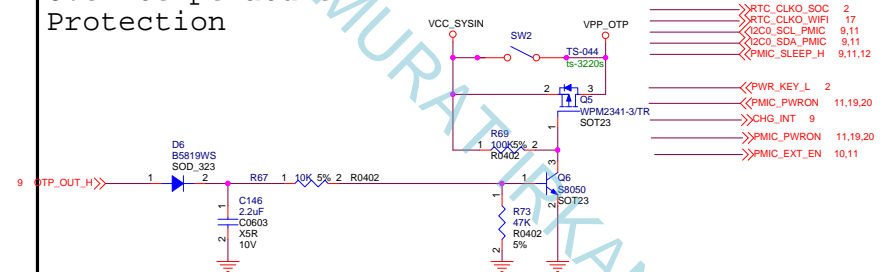 Protection
VCC_SYSIN
VPP_OTP
SW2
TS-044
ts-3220s
2
3
Q5
WPM2341-3/TR
SOT23
1
R69
1 100K5% 2
R0402
D6
B5819WS
SOD_323
9 OTP_OUT_H
1
2
R67 1 10K 5% 2 R0402
C146
2.2uF
C0603
X5R
10V
1
2
1
R73
47K
R0402
5%
2
1
3
Q6
S8050
SOT23
2
RTC_CLKO_SOC 2
RTC_CLKO_WIFI 17
I2C0_SCL_PMIC 9,11
I2C0_SDA_PMIC 9,11
PMIC_SLEEP_H 9,11,12
PWR_KEY_L 2
PMIC_PWRON 11,19,20
CHG_INT 9
PMIC_PWRON 11,19,20
PMIC_EXT_EN 10,11
MURATIRKAM